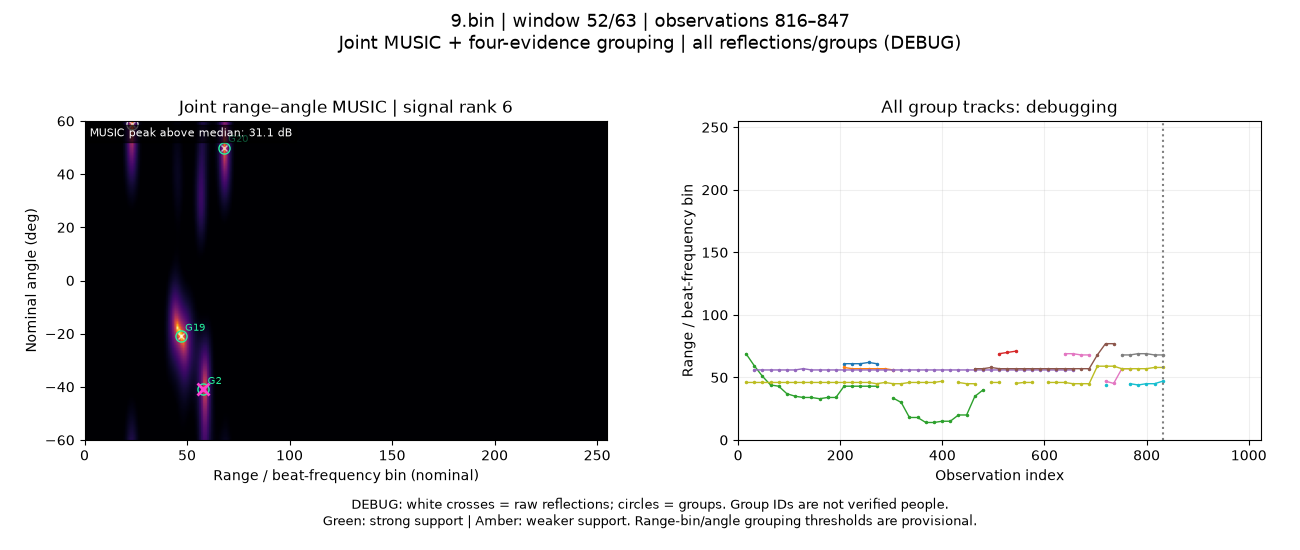 9.bin | window 52/63 | observations 816–847
Joint MUSIC + four-evidence grouping | all reflections/groups (DEBUG)
Joint range–angle MUSIC | signal rank 6
MUSIC peak above median: 31.1 dB
G20
G19
G2
60
40
20
0
−20
−40
−60
Nominal angle (deg)
0
50
100
150
200
250
Range / beat-frequency bin (nominal)
All group tracks: debugging
250
200
150
100
50
0
Range / beat-frequency bin
0
200
400
600
800
1000
Observation index
DEBUG: white crosses = raw reflections; circles = groups. Group IDs are not verified people.
Green: strong support | Amber: weaker support. Range-bin/angle grouping thresholds are provisional.